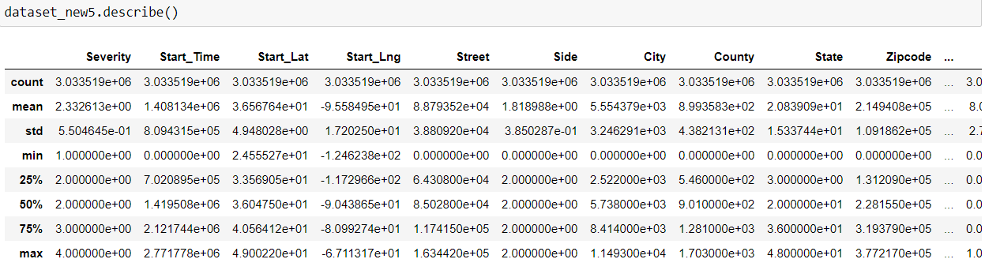 dataset_new5.describe()
Severity Start_Time Start_Lat Start_Lng Street Side City County State Zipcode ...
count 3.033519e+06 3.033519e+06 3.033519e+06 3.033519e+06 3.033519e+06 3.033519e+06 3.033519e+06 3.033519e+06 3.033519e+06 3.033519e+06 ... 3.0
mean 2.332613e+00 1.408134e+06 3.656764e+01 -9.558495e+01 8.879352e+04 1.818988e+00 5.554379e+03 8.993583e+02 2.083909e+01 2.149408e+05 ... 8.0
std 5.504645e-01 8.094315e+05 4.948028e+00 1.720250e+01 3.880920e+04 3.850287e-01 3.246291e+03 4.382131e+02 1.533744e+01 1.091862e+05 ... 2.7
min 1.000000e+00 0.000000e+00 2.455527e+01 -1.246238e+02 0.000000e+00 0.000000e+00 0.000000e+00 0.000000e+00 0.000000e+00 0.000000e+00 ... 0.0
25% 2.000000e+00 7.020895e+05 3.356905e+01 -1.172966e+02 6.430800e+04 2.000000e+00 2.522000e+03 5.460000e+02 3.000000e+00 1.312090e+05 ... 0.0
50% 2.000000e+00 1.419508e+06 3.604750e+01 -9.043865e+01 8.502800e+04 2.000000e+00 5.738000e+03 9.010000e+02 2.000000e+01 2.281550e+05 ... 0.0
75% 3.000000e+00 2.121744e+06 4.056412e+01 -8.099274e+01 1.174150e+05 2.000000e+00 8.414000e+03 1.281000e+03 3.600000e+01 3.193790e+05 ... 0.0
max 4.000000e+00 2.771778e+06 4.900220e+01 -6.711317e+01 1.634420e+05 2.000000e+00 1.149300e+04 1.703000e+03 4.800000e+01 3.772170e+05 ... 1.0